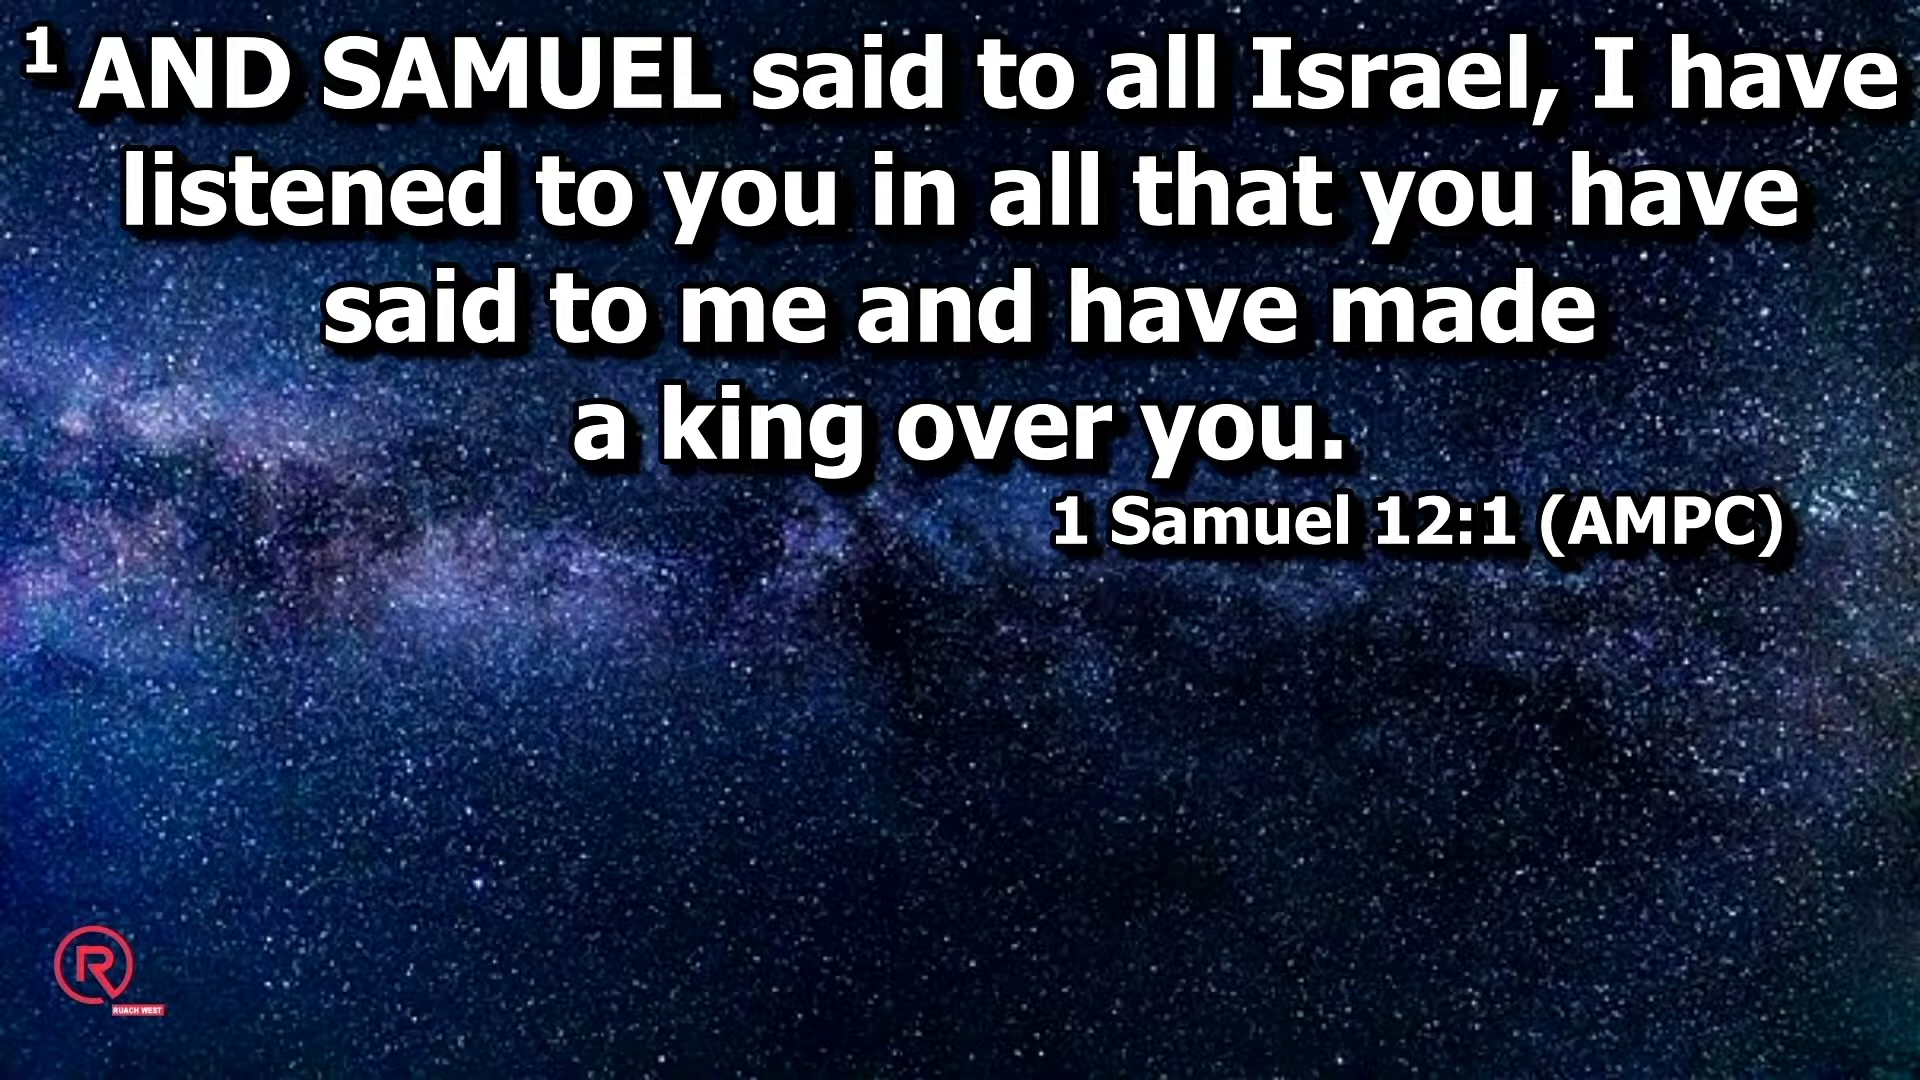 1 AND SAMUEL said to all Israel, I have
listened to you in all that you have
said to me and have made
a king over you.
1 Samuel 12:1 (AMPC)
R
RUACH WEST